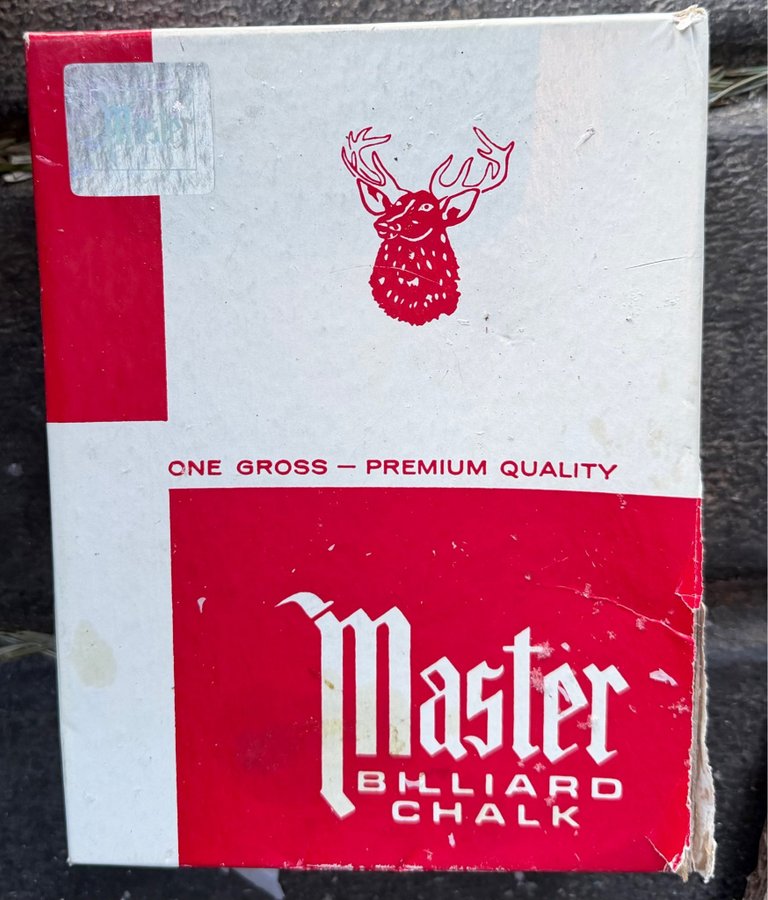 ONE GROSS — PREMIUM QUALITY
Master
BILLIARD
CHALK